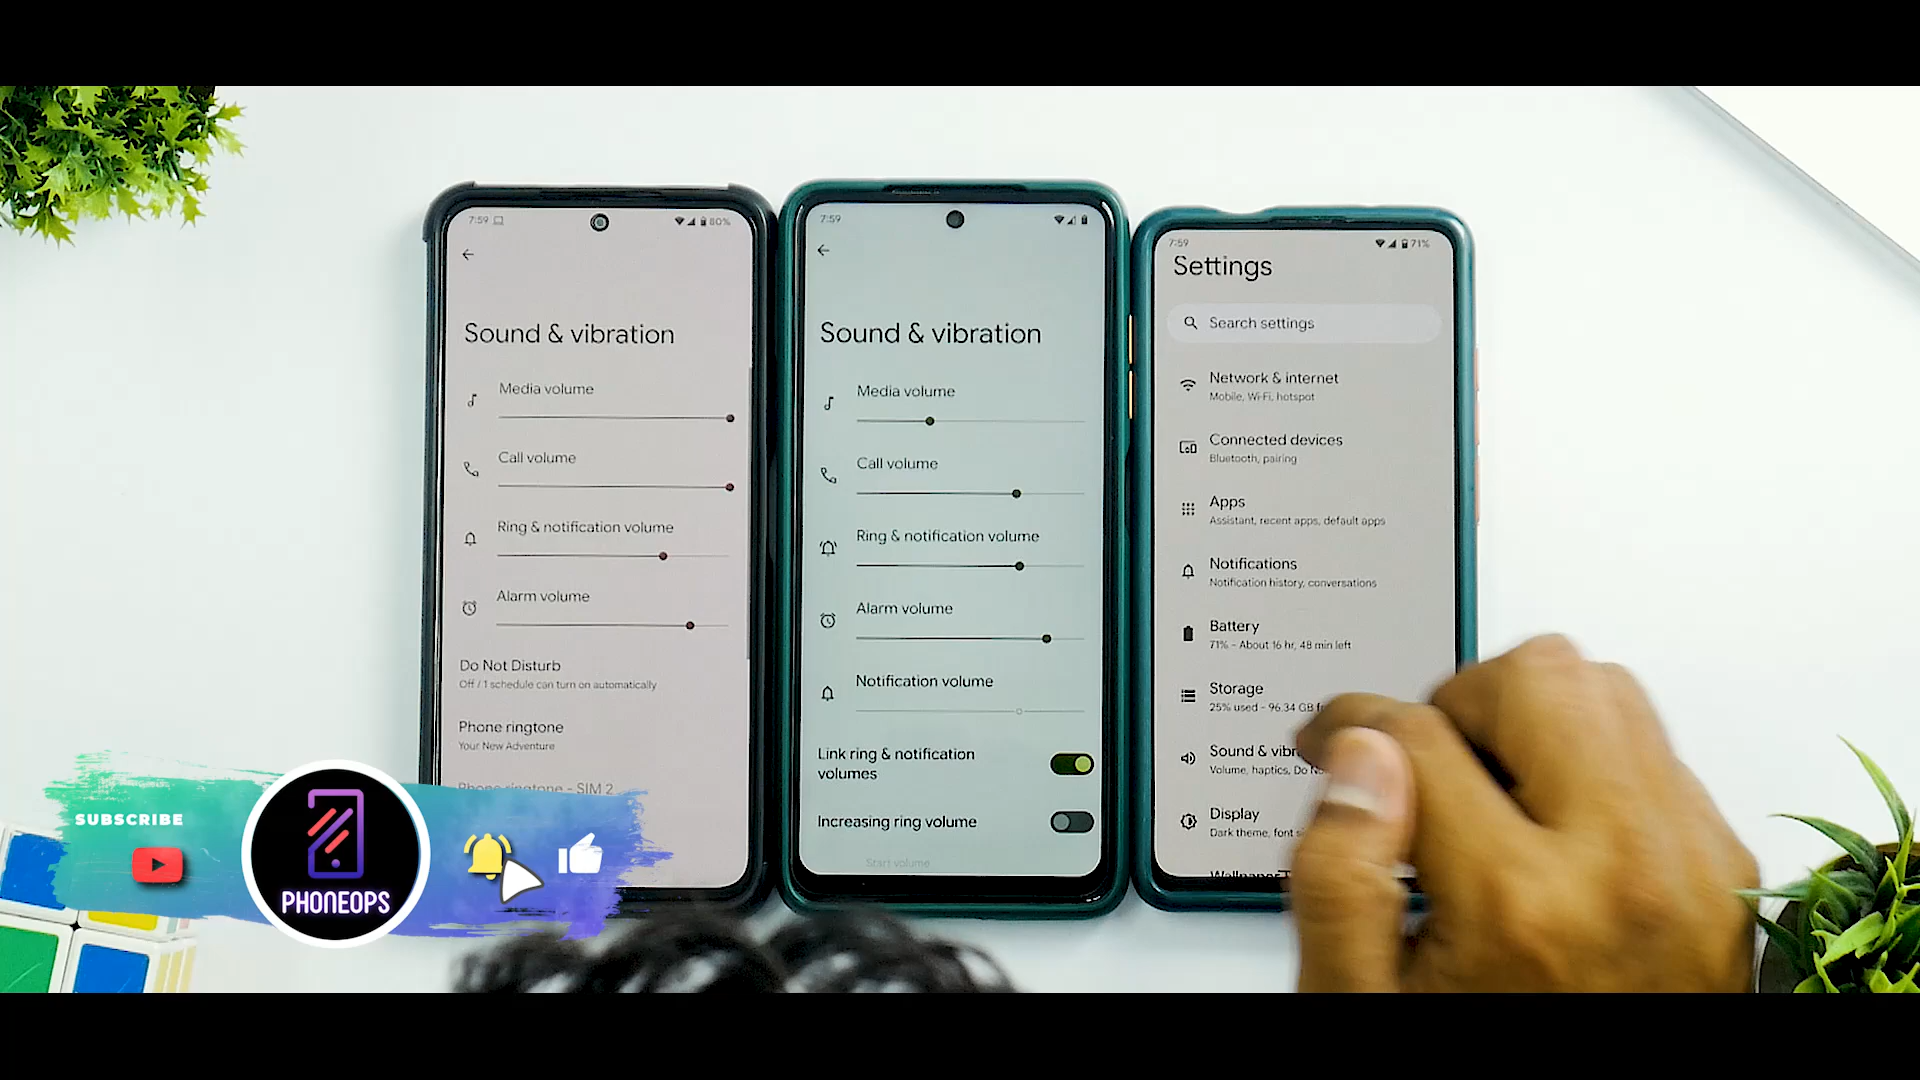 7:59
80%
Sound & vibration
Media volume
Call volume
Ring & notification volume
Alarm volume
Do Not Disturb
Off / 1 schedule can turn on automatically
Phone ringtone
Your New Adventure
Phone ringtone - SIM 2
7:59
Sound & vibration
Media volume
Call volume
Ring & notification volume
Alarm volume
Notification volume
Link ring & notification
volumes
Increasing ring volume
Start volume
7:59
71%
Settings
Search settings
Network & internet
Mobile, Wi-Fi, hotspot
Connected devices
Bluetooth, pairing
Apps
Assistant, recent apps, default apps
Notifications
Notification history, conversations
Battery
71% - About 16 hr, 48 min left
Storage
25% used - 96.34 GB
Sound &
Volume, haptics, Do
Display
Dark theme, font
SUBSCRIBE
PHONEOPS